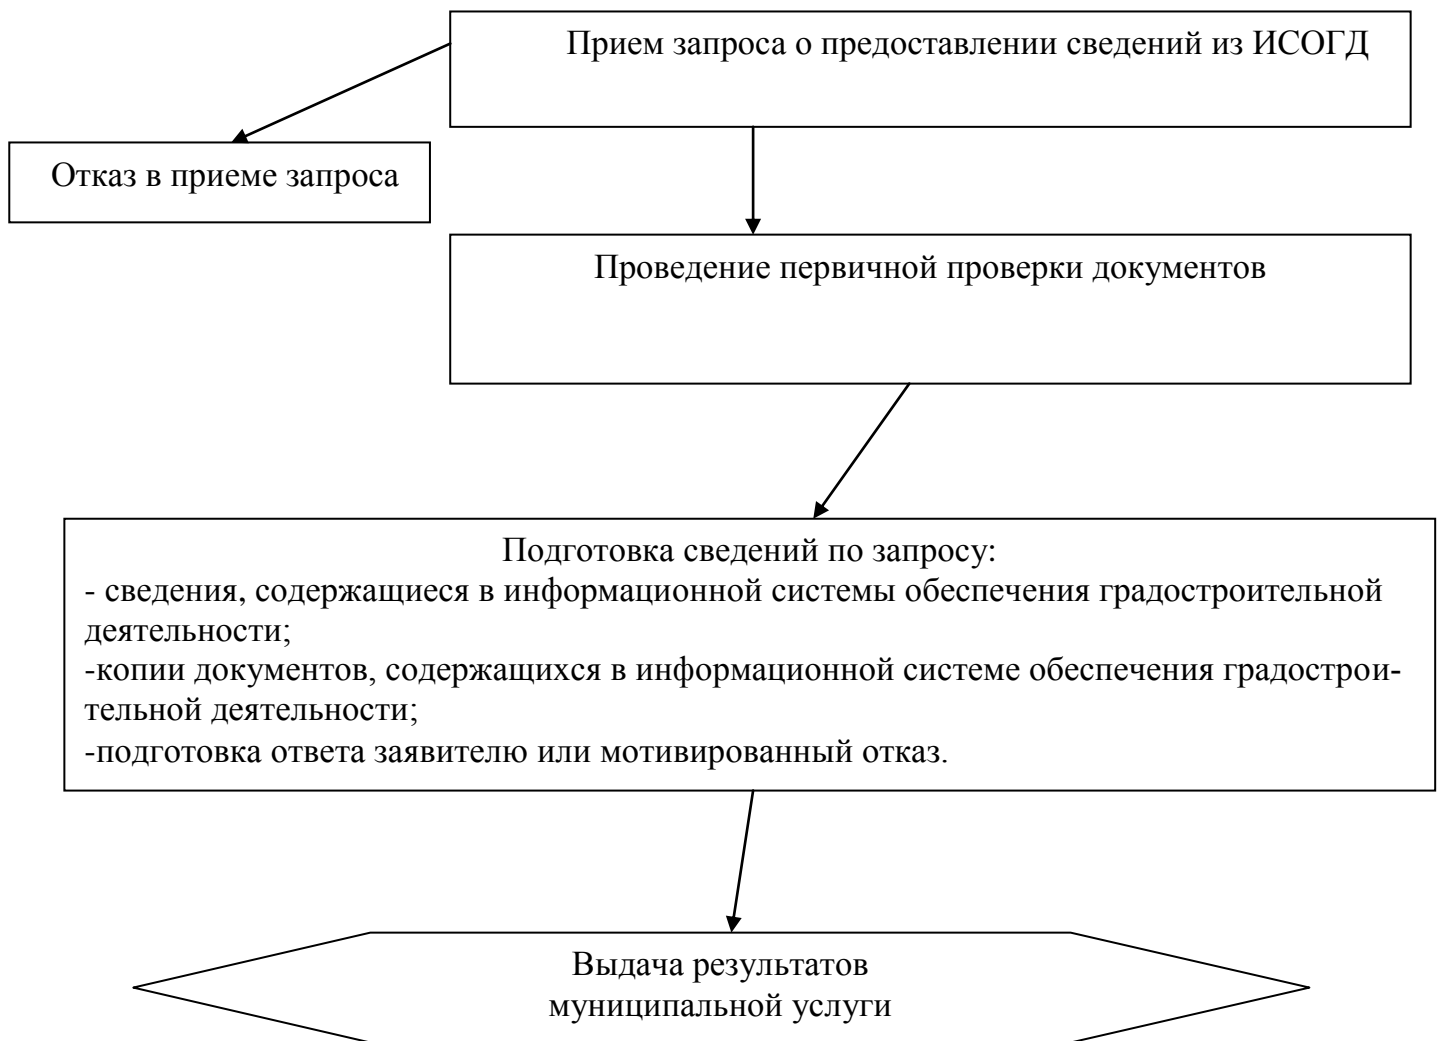 Прием запроса о предоставлении сведений из ИСОГД
Отказ в приеме запроса
Проведение первичной проверки документов
Подготовка сведений по запросу:
- сведения, содержащиеся в информационной системы обеспечения градостроительной
деятельности;
-копии документов, содержащихся в информационной системе обеспечения градострои-
тельной деятельности;
-подготовка ответа заявителю или мотивированный отказ.
Выдача результатов
муниципальной услуги